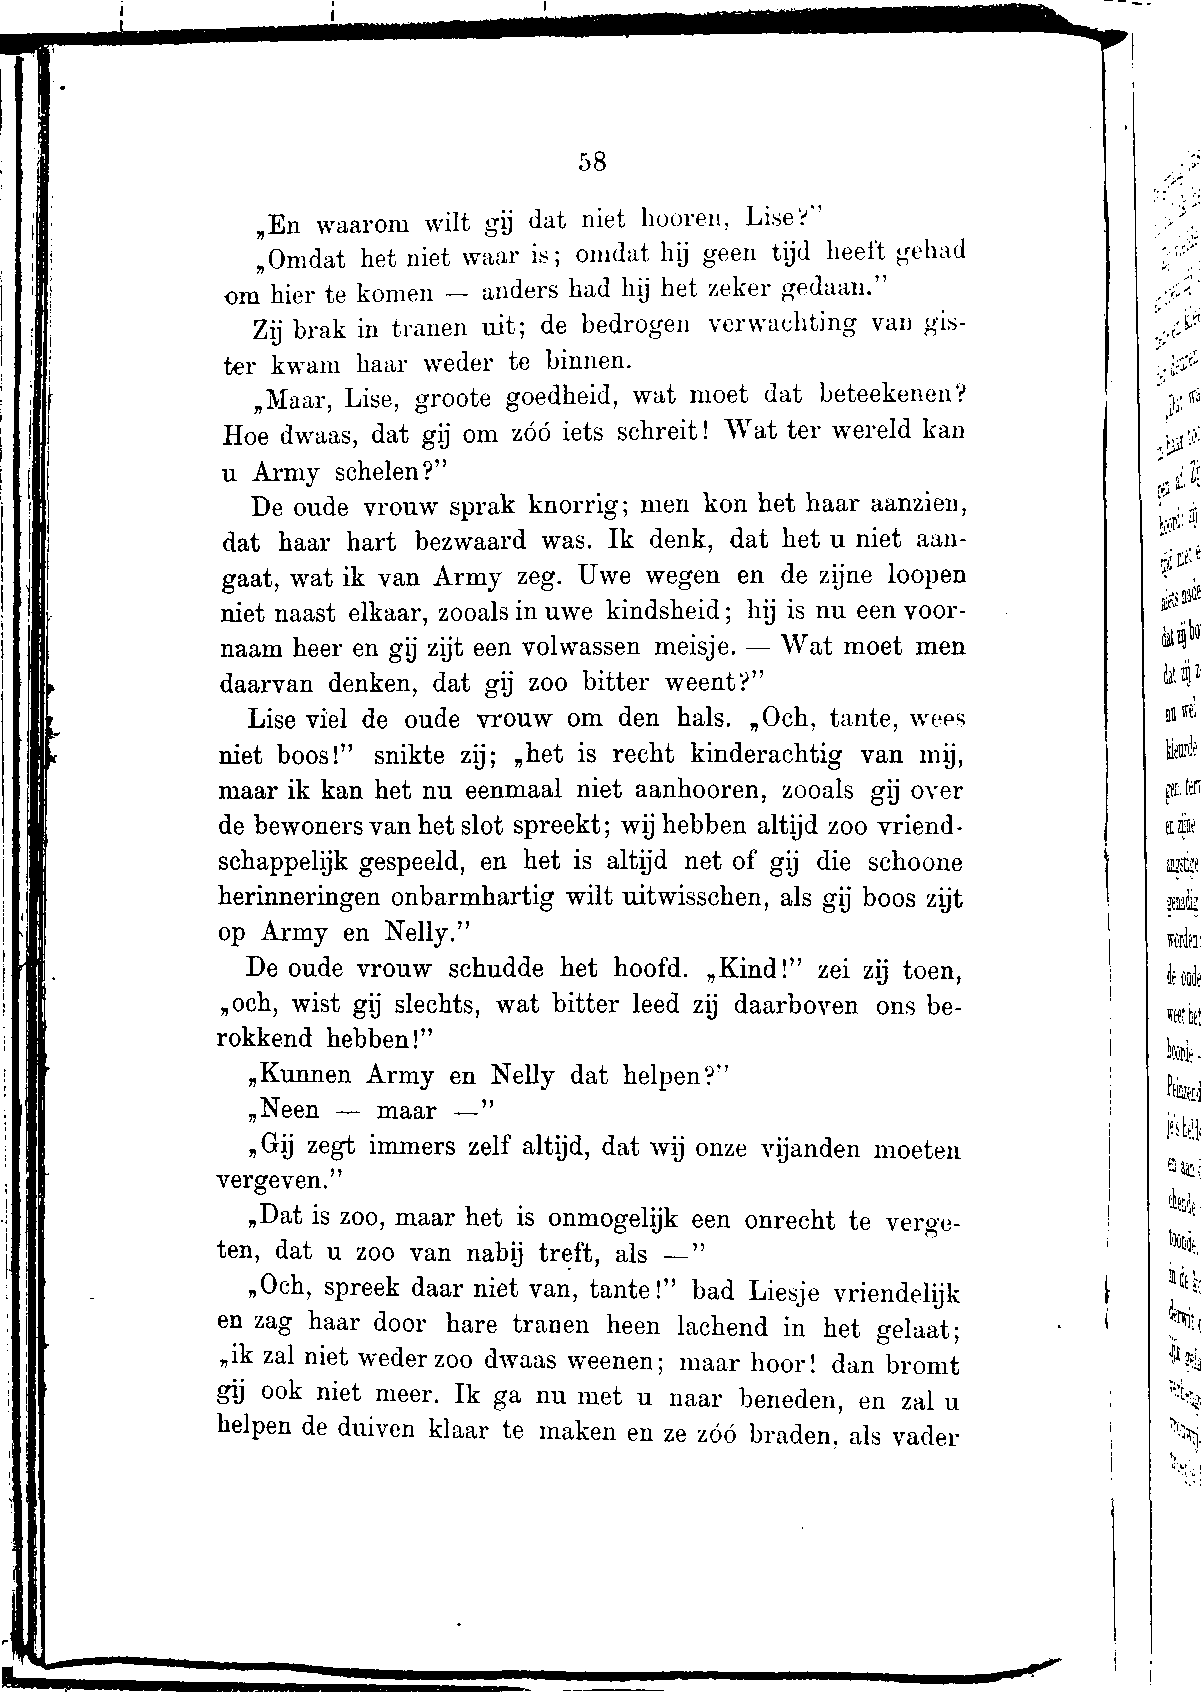 58
„En waarom wilt gij dat niet hooren, Lise?”
„Omdat het niet waar is; omdat hij geen tijd heeft gehad
om hier te komen — anders had hij het zeker gedaan.”
Zij brak in tranen uit; de bedrogen verwachting van gis-
ter kwam haar weder te binnen.
„Maar, Lise, groote goedheid, wat moet dat beteekenen?
Hoe dwaas, dat gij om zóó iets schreit! Wat ter wereld kan
u Army schelen?”
De oude vrouw sprak knorrig; men kon het haar aanzien,
dat haar hart bezwaard was. Ik denk, dat het u niet aan-
gaat, wat ik van Army zeg. Uwe wegen en de zijne loopen
niet naast elkaar, zooals in uwe kindsheid; hij is nu een voor-
naam heer en gij zijt een volwassen meisje. — Wat moet men
daarvan denken, dat gij zoo bitter weent?”
Lise viel de oude vrouw om den hals. „Och, tante, wees
niet boos!” snikte zij; „het is recht kinderachtig van mij,
maar ik kan het nu eenmaal niet aanhooren, zooals gij over
de bewoners van het slot spreekt; wij hebben altijd zoo vriend-
schappelijk gespeeld, en het is altijd net of gij die schoone
herinneringen onbarmhartig wilt uitwisschen, als gij boos zijt
op Army en Nelly.”
De oude vrouw schudde het hoofd. „Kind!” zei zij toen,
„och, wist gij slechts, wat bitter leed zij daarboven ons be-
rokkend hebben!”
„Kunnen Army en Nelly dat helpen?”
„Neen — maar —”
„Gij zegt immers zelf altijd, dat wij onze vijanden moeten
vergeven.”
„Dat is zoo, maar het is onmogelijk een onrecht te verge-
ten, dat u zoo van nabij treft, als —”
„Och, spreek daar niet van, tante!” bad Liesje vriendelijk
en zag haar door hare tranen heen lachend in het gelaat;
„ik zal niet weder zoo dwaas weenen; maar hoor! dan bromt
gij ook niet meer. Ik ga nu met u naar beneden, en zal u
helpen de duiven klaar te maken en ze zóó braden, als vader